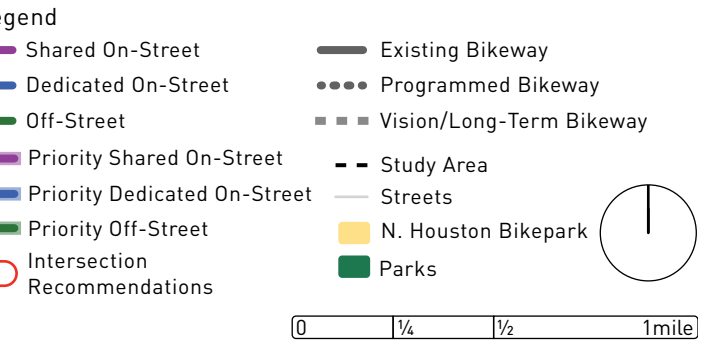 egend
Shared On-Street
Dedicated On-Street
Off-Street
Priority Shared On-Street
Priority Dedicated On-Street
Priority Off-Street
Intersection
Recommendations
Existing Bikeway
Programmed Bikeway
Vision/Long-Term Bikeway
Study Area
Streets
N. Houston Bikepark
Parks
0 ¼ ½ 1mile